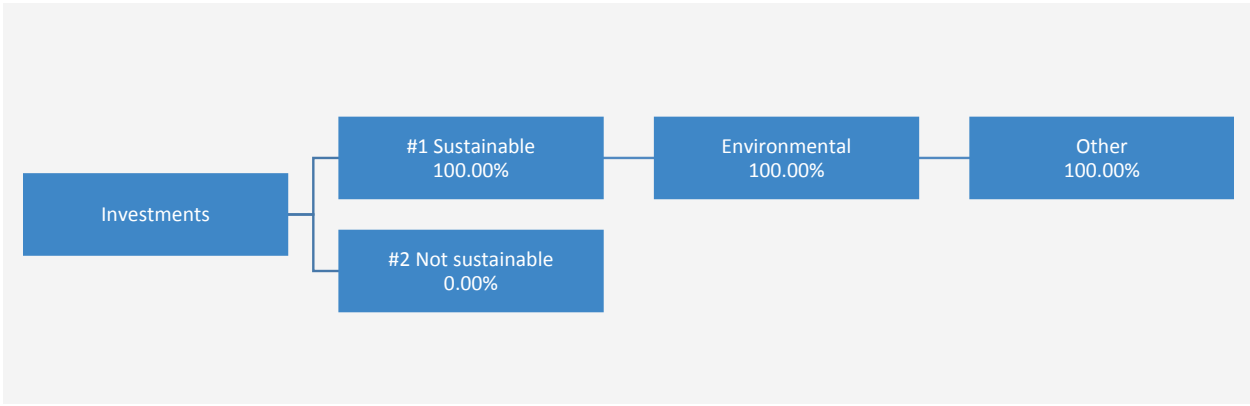 Investments
#1 Sustainable
100.00%
Environmental
100.00%
Other
100.00%
#2 Not sustainable
0.00%